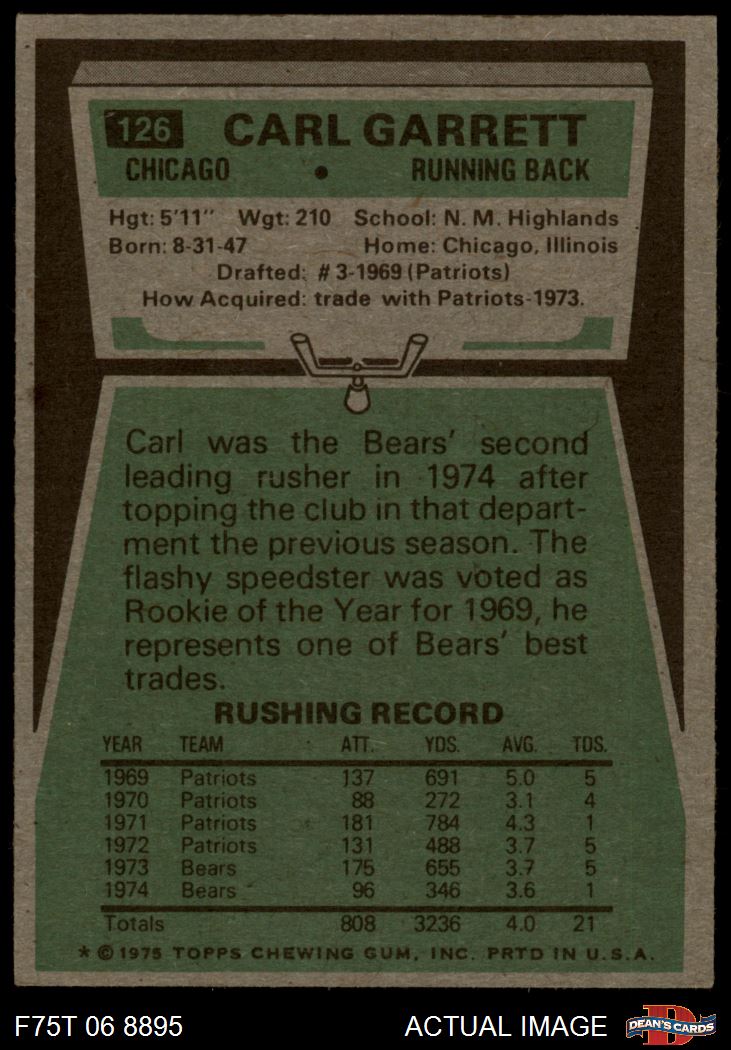 126 CARL GARRETT
CHICAGO • RUNNING BACK
Hgt: 5'11" Wgt: 210 School: N. M. Highlands
Born: 8-31-47 Home: Chicago, Illinois
Drafted: #3-1969 (Patriots)
How Acquired: trade with Patriots-1973.
Carl was the Bears' second
leading rusher in 1974 after
topping the club in that depart-
ment the previous season. The
flashy speedster was voted as
Rookie of the Year for 1969, he
represents one of Bears' best
trades.
RUSHING RECORD
YEAR TEAM ATT. YDS. AVG. TDS.
1969 Patriots 137 691 5.0 5
1970 Patriots 88 272 3.1 4
1971 Patriots 181 784 4.3 1
1972 Patriots 131 488 3.7 5
1973 Bears 175 655 3.7 5
1974 Bears 96 346 3.6 1
Totals 808 3236 4.0 21
* © 1975 TOPPS CHEWING GUM, INC. PRTD IN U.S.A.
F75T 06 8895 ACTUAL IMAGE D DEAN'S CARDS